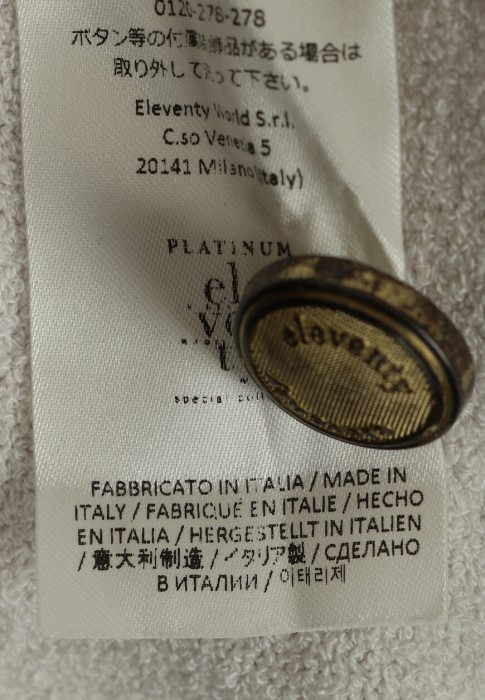 0120-278-278
ボタン等の付属装飾品がある場合は
取り外して洗って下さい。
Eleventy World S.r.l.
C.so Venezia 5
20141 Milano(Italy)
PLATINUM
special
eleventy
FABBRICATO IN ITALIA / MADE IN
ITALY / FABRIQUÉ EN ITALIE / HECHO
EN ITALIA / HERGESTELLT IN ITALIEN
/ 意大利制造 / イタリア製 / СДЕЛАНО
В ИТАЛИИ / 이태리제